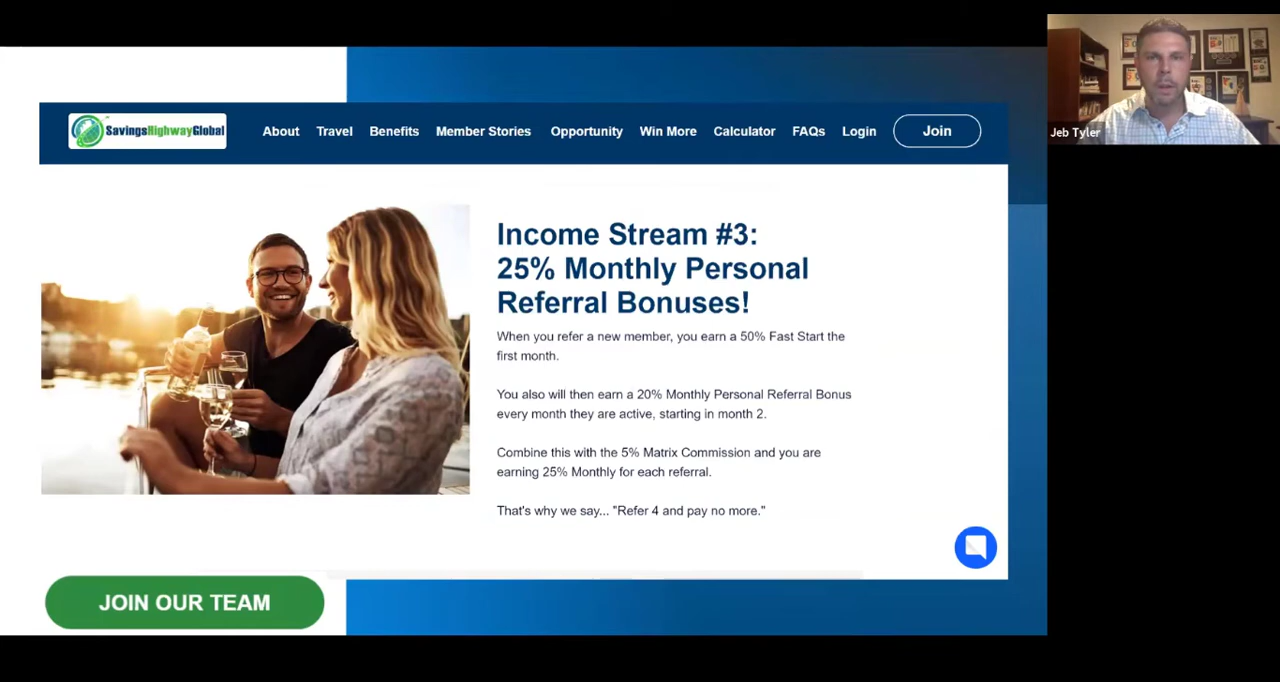 SavingsHighwayGlobal
About Travel Benefits Member Stories Opportunity Win More Calculator FAQs Login Join
Jeb Tyler
Income Stream #3:
25% Monthly Personal
Referral Bonuses!
When you refer a new member, you earn a 50% Fast Start the
first month.
You also will then earn a 20% Monthly Personal Referral Bonus
every month they are active, starting in month 2.
Combine this with the 5% Matrix Commission and you are
earning 25% Monthly for each referral.
That's why we say... "Refer 4 and pay no more."
JOIN OUR TEAM